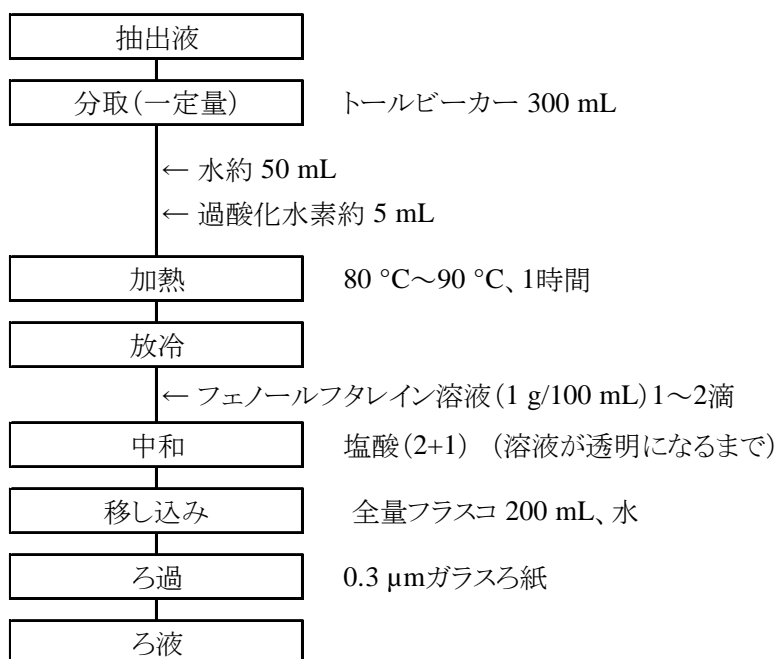 抽出液
分取(一定量) トールビーカー 300 mL
← 水約 50 mL
← 過酸化水素約 5 mL
加熱 80 °C～90 °C、1時間
放冷
← フェノールフタレイン溶液(1 g/100 mL)1～2滴
中和 塩酸(2+1) (溶液が透明になるまで)
移し込み 全量フラスコ 200 mL、水
ろ過 0.3 µmガラスろ紙
ろ液